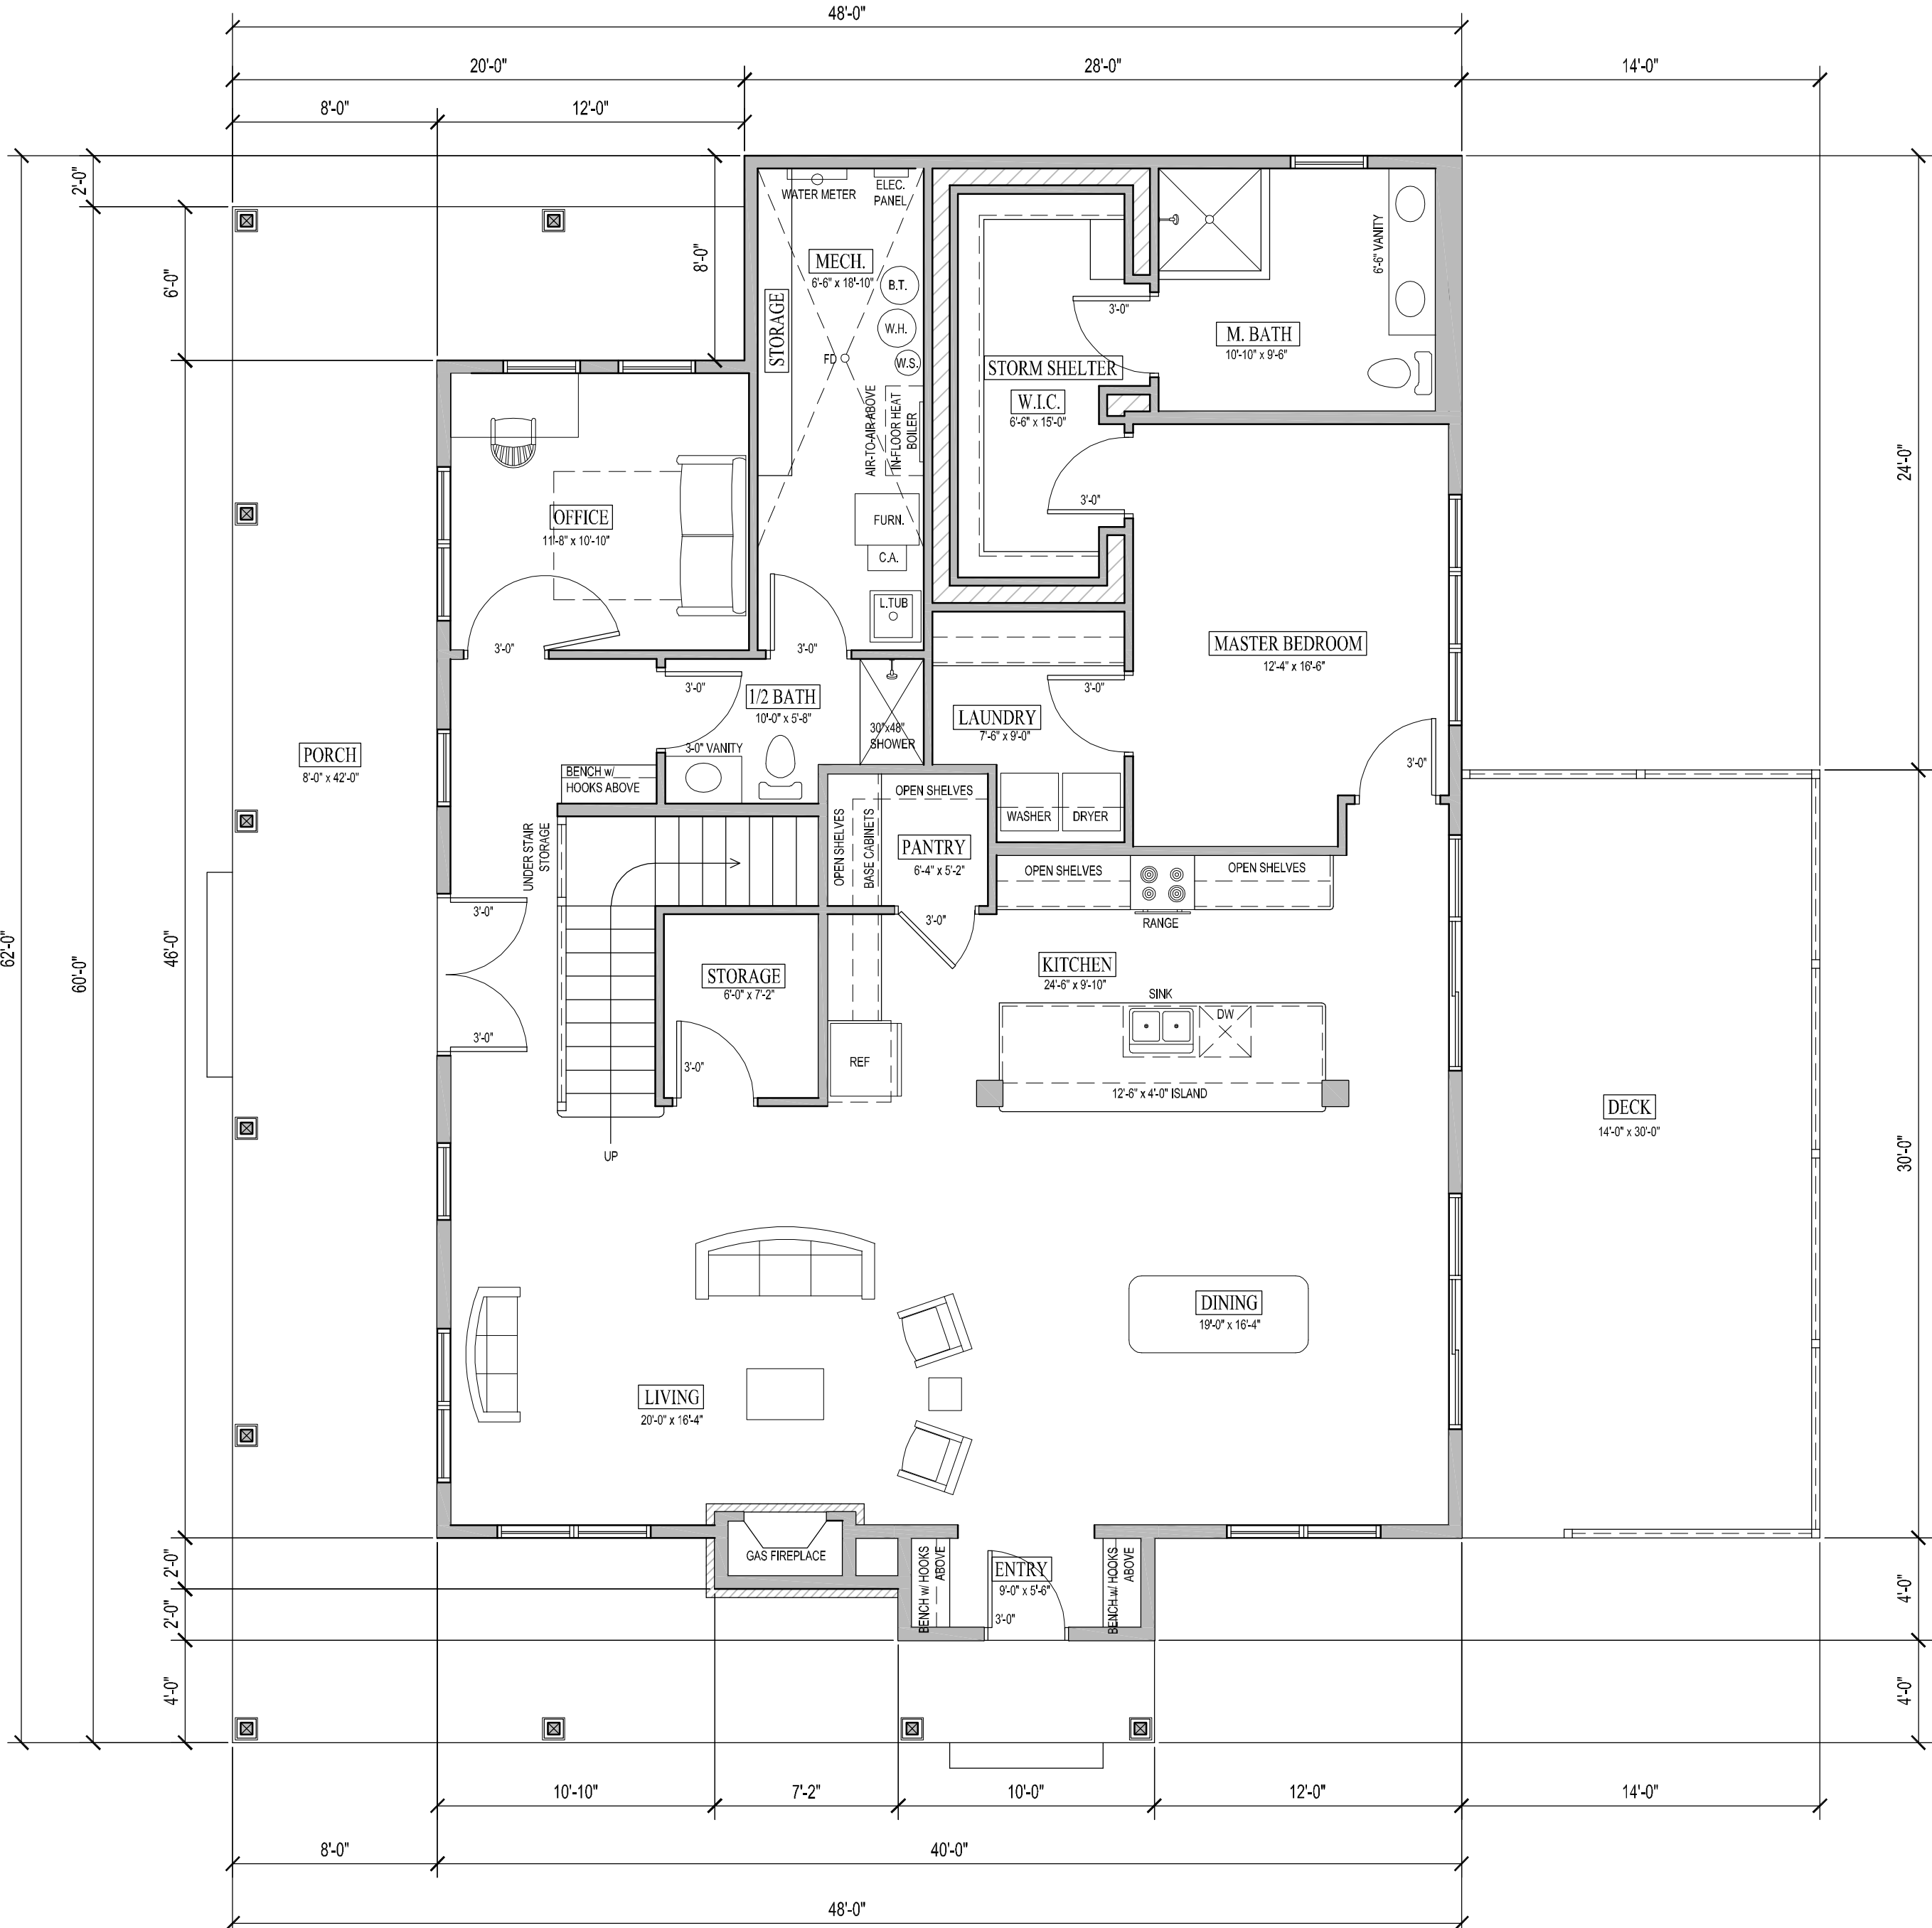 48'-0"
20'-0"
28'-0"
14'-0"
8'-0"
12'-0"
2'-0"
6'-0"
8'-0"
62'-0"
60'-0"
46'-0"
24'-0"
30'-0"
WATER METER
ELEC.
PANEL
MECH.
6'-6" x 18'-10"
STORAGE
B.T.
W.H.
W.S.
FD
AIR-TO-AIR ABOVE
IN-FLOOR HEAT
BOILER
FURN.
C.A.
L.TUB
3'-0"
STORM SHELTER
W.I.C.
6'-6" x 15'-0"
3'-0"
3'-0"
M. BATH
10'-10" x 9'-6"
6'-6" VANITY
OFFICE
11'-8" x 10'-10"
3'-0"
MASTER BEDROOM
12'-4" x 16'-6"
3'-0"
3'-0"
1/2 BATH
10'-0" x 5'-8"
3'-0"
3-0" VANITY
30"x48"
SHOWER
LAUNDRY
7'-6" x 9'-0"
WASHER
DRYER
PORCH
8'-0" x 42'-0"
BENCH w/
HOOKS ABOVE
UNDER STAIR
STORAGE
OPEN SHELVES
OPEN SHELVES
BASE CABINETS
PANTRY
6'-4" x 5'-2"
3'-0"
OPEN SHELVES
OPEN SHELVES
RANGE
3'-0"
3'-0"
STORAGE
6'-0" x 7'-2"
3'-0"
REF
KITCHEN
24'-6" x 9'-10"
SINK
DW
12'-6" x 4'-0" ISLAND
UP
DECK
14'-0" x 30'-0"
DINING
19'-0" x 16'-4"
LIVING
20'-0" x 16'-4"
GAS FIREPLACE
BENCH w/ HOOKS
ABOVE
ENTRY
9'-0" x 5'-6"
3'-0"
BENCH w/ HOOKS
ABOVE
2'-0"
2'-0"
4'-0"
4'-0"
4'-0"
10'-10"
7'-2"
10'-0"
12'-0"
14'-0"
8'-0"
40'-0"
48'-0"